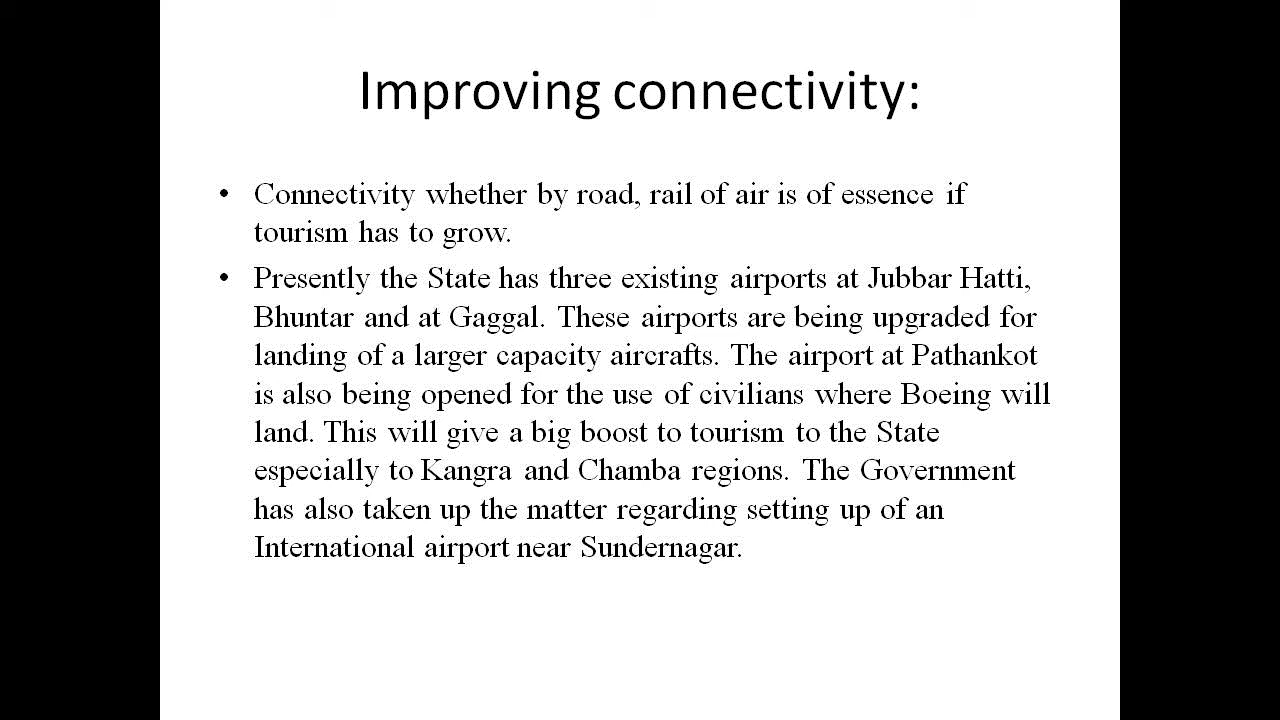 Improving connectivity:
• Connectivity whether by road, rail of air is of essence if
tourism has to grow.
• Presently the State has three existing airports at Jubbar Hatti,
Bhuntar and at Gaggal. These airports are being upgraded for
landing of a larger capacity aircrafts. The airport at Pathankot
is also being opened for the use of civilians where Boeing will
land. This will give a big boost to tourism to the State
especially to Kangra and Chamba regions. The Government
has also taken up the matter regarding setting up of an
International airport near Sundernagar.